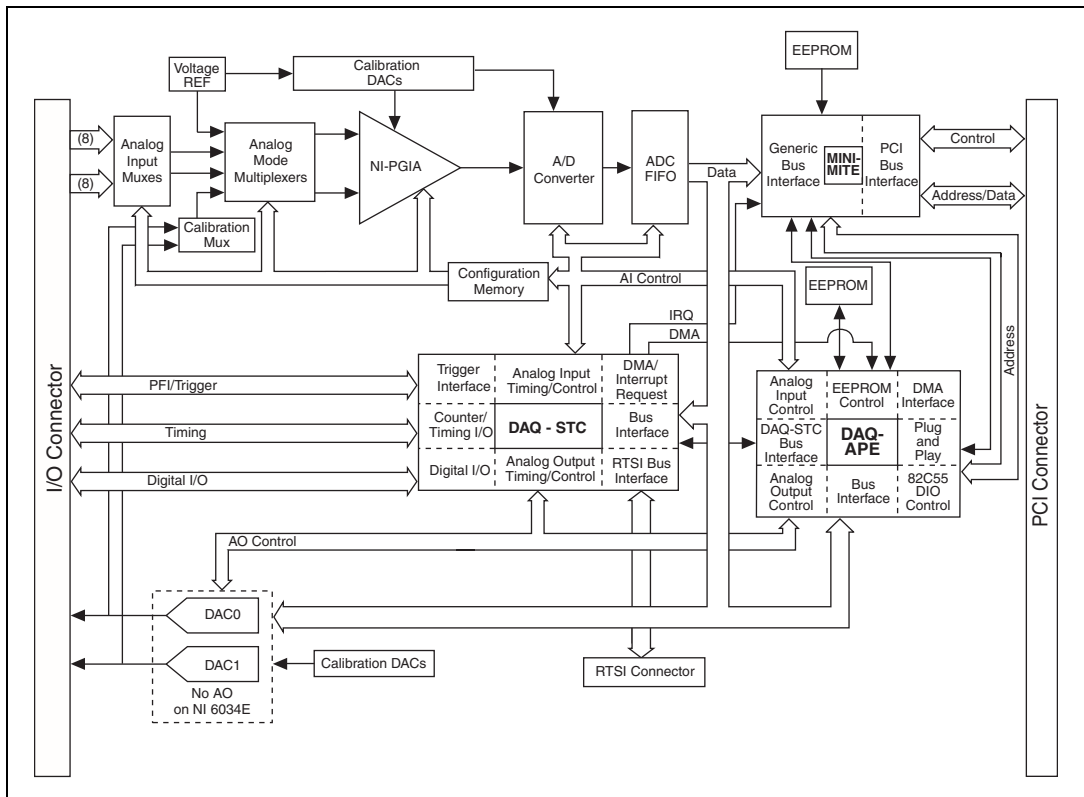 EEPROM
Voltage
REF
Calibration
DACs
(8)
(8)
Analog
Input
Muxes
Analog
Mode
Multiplexers
NI-PGIA
A/D
Converter
ADC
FIFO
Data
Generic
Bus
Interface
MINI-
MITE
PCI
Bus
Interface
Control
Address/Data
Calibration
Mux
Configuration
Memory
AI Control
EEPROM
IRQ
DMA
Address
I/O Connector
PCI Connector
PFI/Trigger
Timing
Digital I/O
Trigger
Interface
Analog Input
Timing/Control
DMA/
Interrupt
Request
Counter/
Timing I/O
DAQ - STC
Bus
Interface
Digital I/O
Analog Output
Timing/Control
RTSI Bus
Interface
Analog
Input
Control
EEPROM
Control
DMA
Interface
DAQ-STC
Bus
Interface
DAQ-
APE
Plug
and
Play
Analog
Output
Control
Bus
Interface
82C55
DIO
Control
AO Control
DAC0
DAC1
Calibration DACs
No AO
on NI 6034E
RTSI Connector